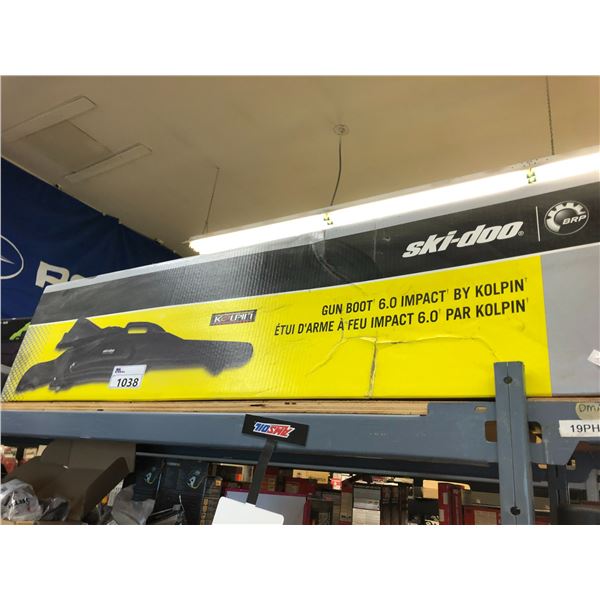 ski-doo
BRP
KOLPIN
GUN BOOT† 6.0 IMPACT† BY KOLPIN†
ÉTUI D'ARME À FEU IMPACT 6.0† PAR KOLPIN†
1038
AMSOIL
19PH